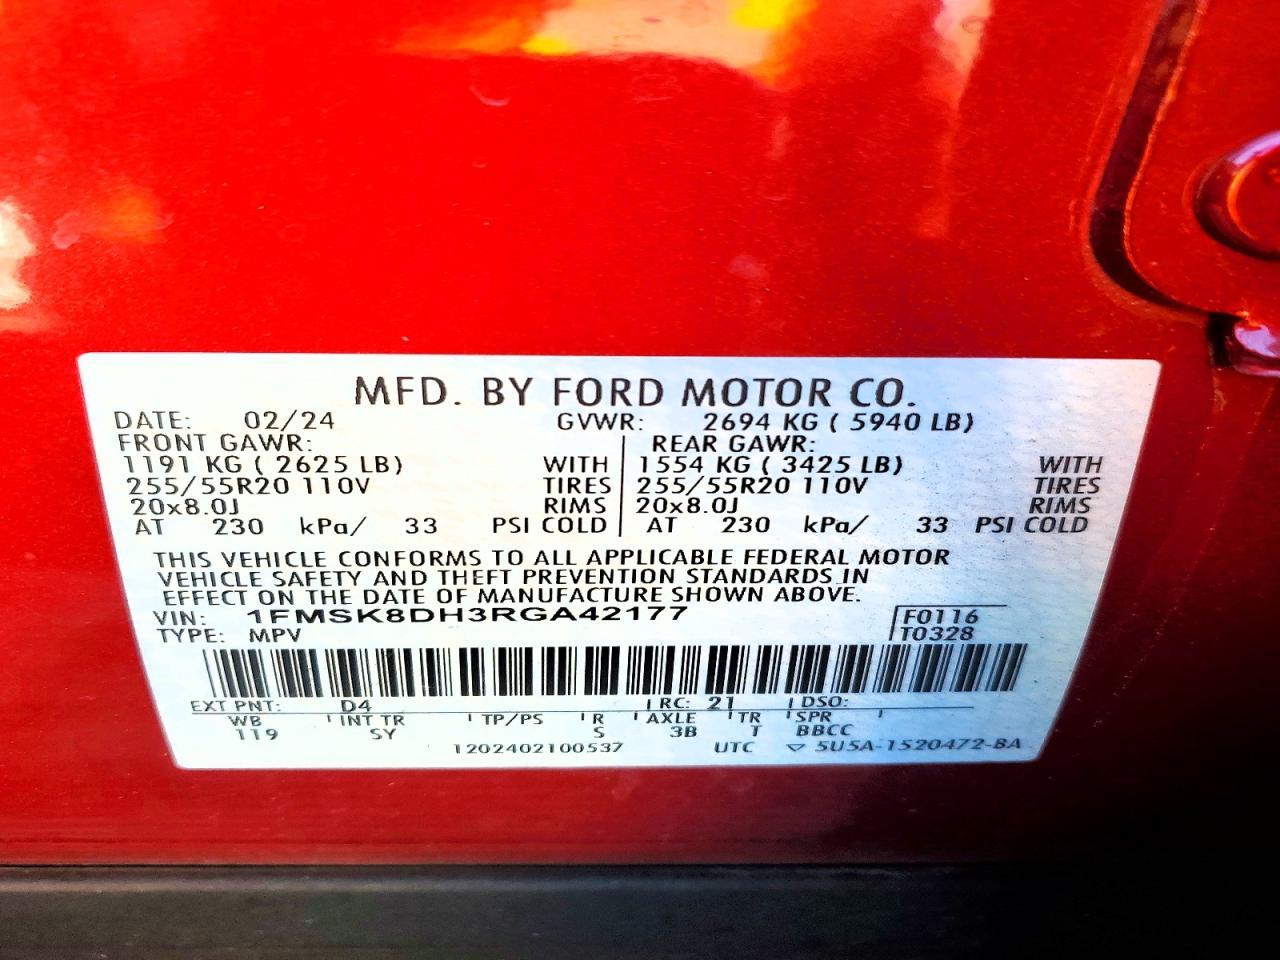 MFD. BY FORD MOTOR CO.
DATE: 02/24 GVWR: 2694 KG ( 5940 LB)
FRONT GAWR: REAR GAWR:
1191 KG ( 2625 LB) WITH 1554 KG ( 3425 LB) WITH
255/55R20 110V TIRES 255/55R20 110V TIRES
20x8.0J RIMS 20x8.0J RIMS
AT 230 kPa/ 33 PSI COLD AT 230 kPa/ 33 PSI COLD
THIS VEHICLE CONFORMS TO ALL APPLICABLE FEDERAL MOTOR
VEHICLE SAFETY AND THEFT PREVENTION STANDARDS IN
EFFECT ON THE DATE OF MANUFACTURE SHOWN ABOVE.
VIN: 1FMSK8DH3RGA42177 F0116
TYPE: MPV T0328
EXT PNT: D4 RC: 21 DSO:
WB INT TR TP/PS R AXLE TR SPR
119 SY S 3B T BBCC
1202402100537 UTC ▽ 5U5A-1520472-BA